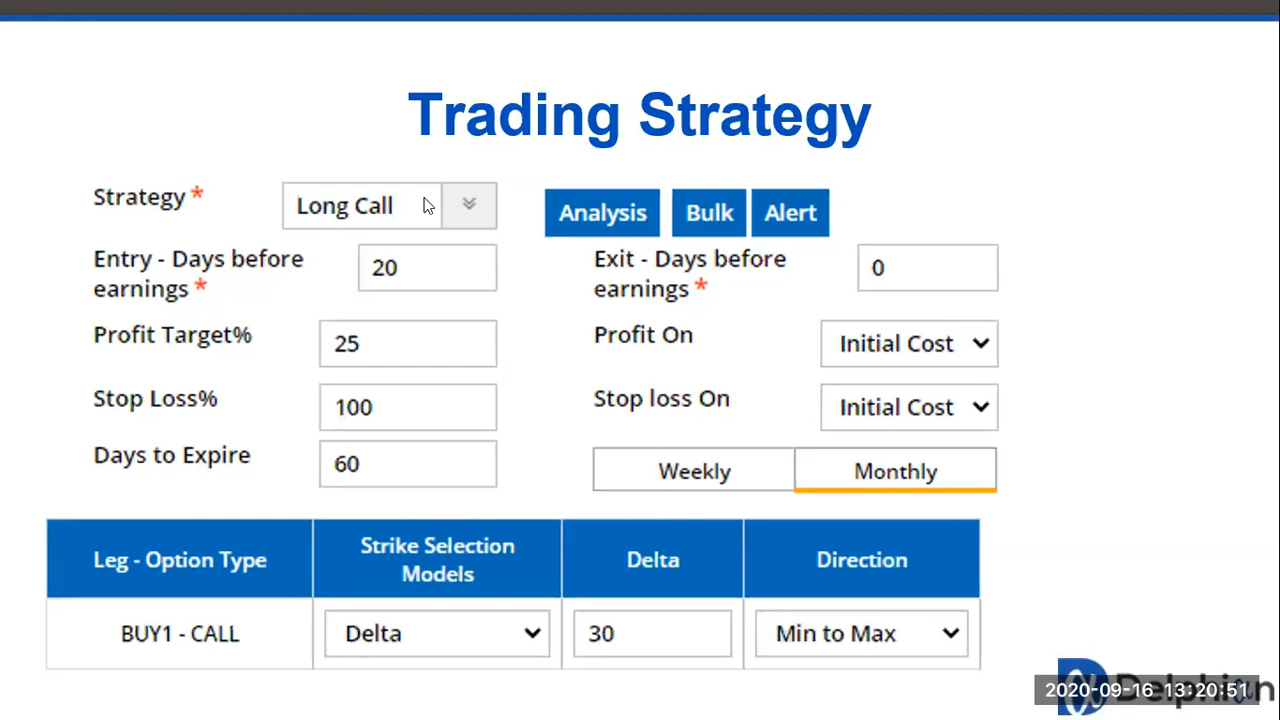 Trading Strategy
Strategy *
Long Call
Analysis
Bulk
Alert
Entry - Days before
earnings *
20
Exit - Days before
earnings *
0
Profit Target%
25
Profit On
Initial Cost
Stop Loss%
100
Stop loss On
Initial Cost
Days to Expire
60
Weekly
Monthly
Leg - Option Type
Strike Selection
Models
Delta
Direction
BUY1 - CALL
Delta
30
Min to Max
Delphian
2020-09-16 13:20:51